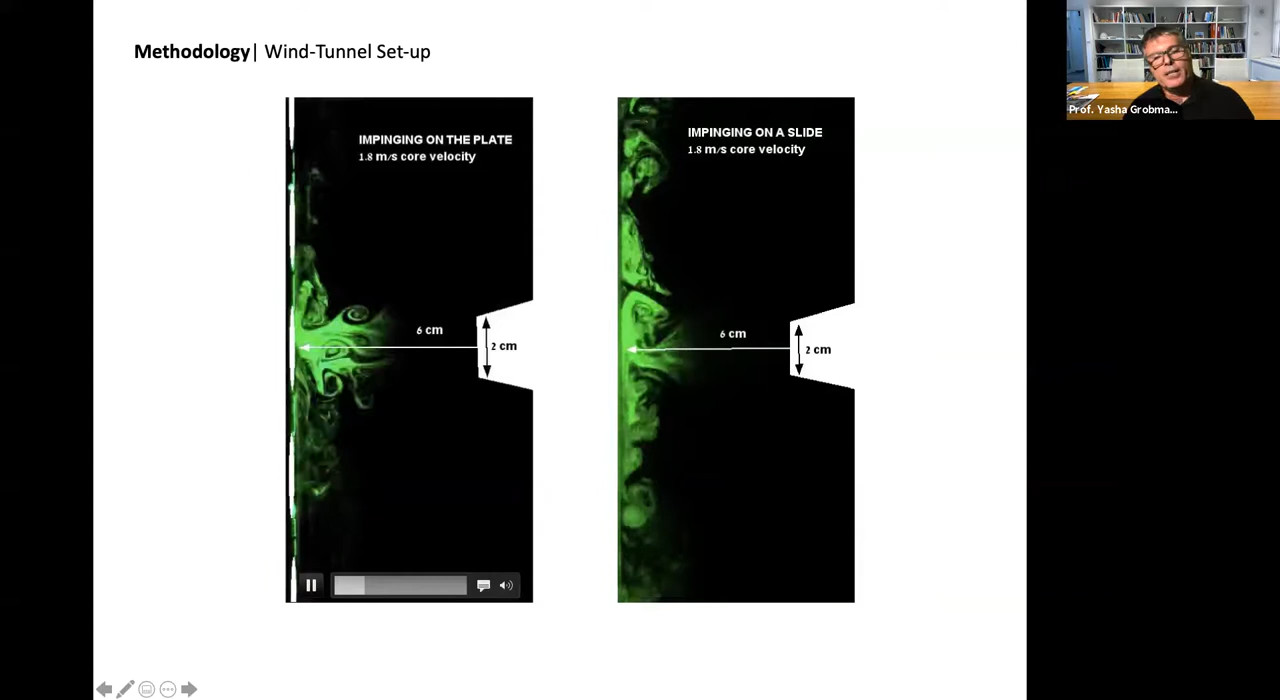 Methodology| Wind-Tunnel Set-up
IMPINGING ON THE PLATE
1.8 m/s core velocity
6 cm
2 cm
IMPINGING ON A SLIDE
1.8 m/s core velocity
6 cm
2 cm
Prof. Yasha Grobma...